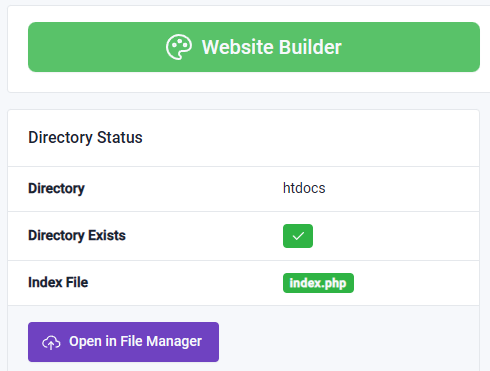 Website Builder
Directory Status
Directory htdocs
Directory Exists
Index File index.php
Open in File Manager